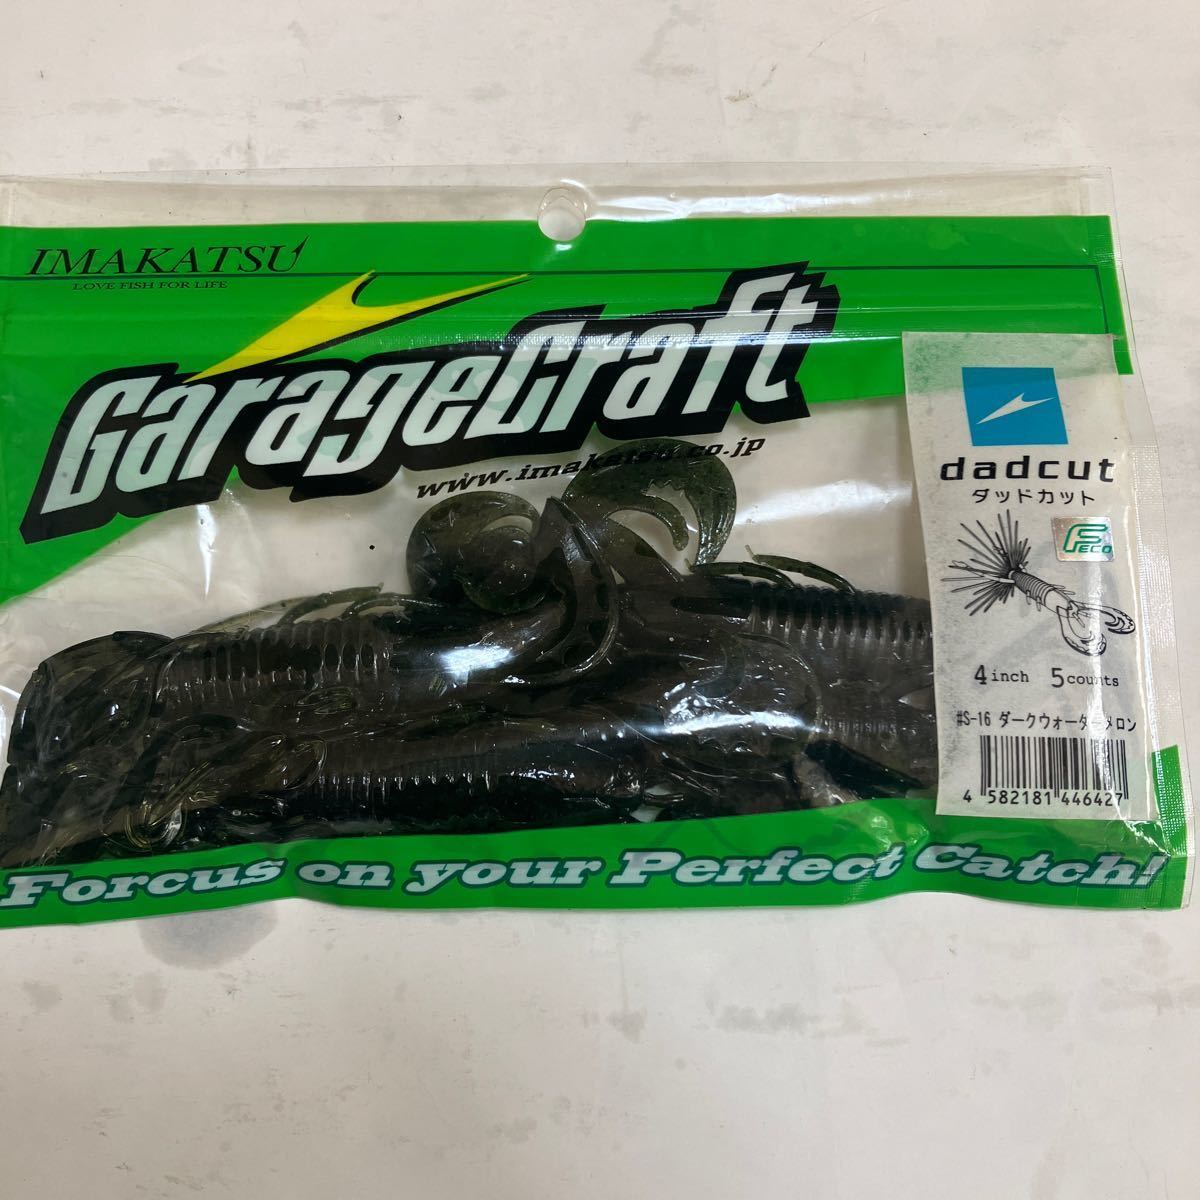 IMAKATSU
LOVE FISH FOR LIFE
GarageCraft
www.imakatsu.co.jp
dadcut
ダッドカット
FECO
4inch 5counts
#S-16 ダークウォーターメロン
4 582181 446427
Forcus on your Perfect Catch!